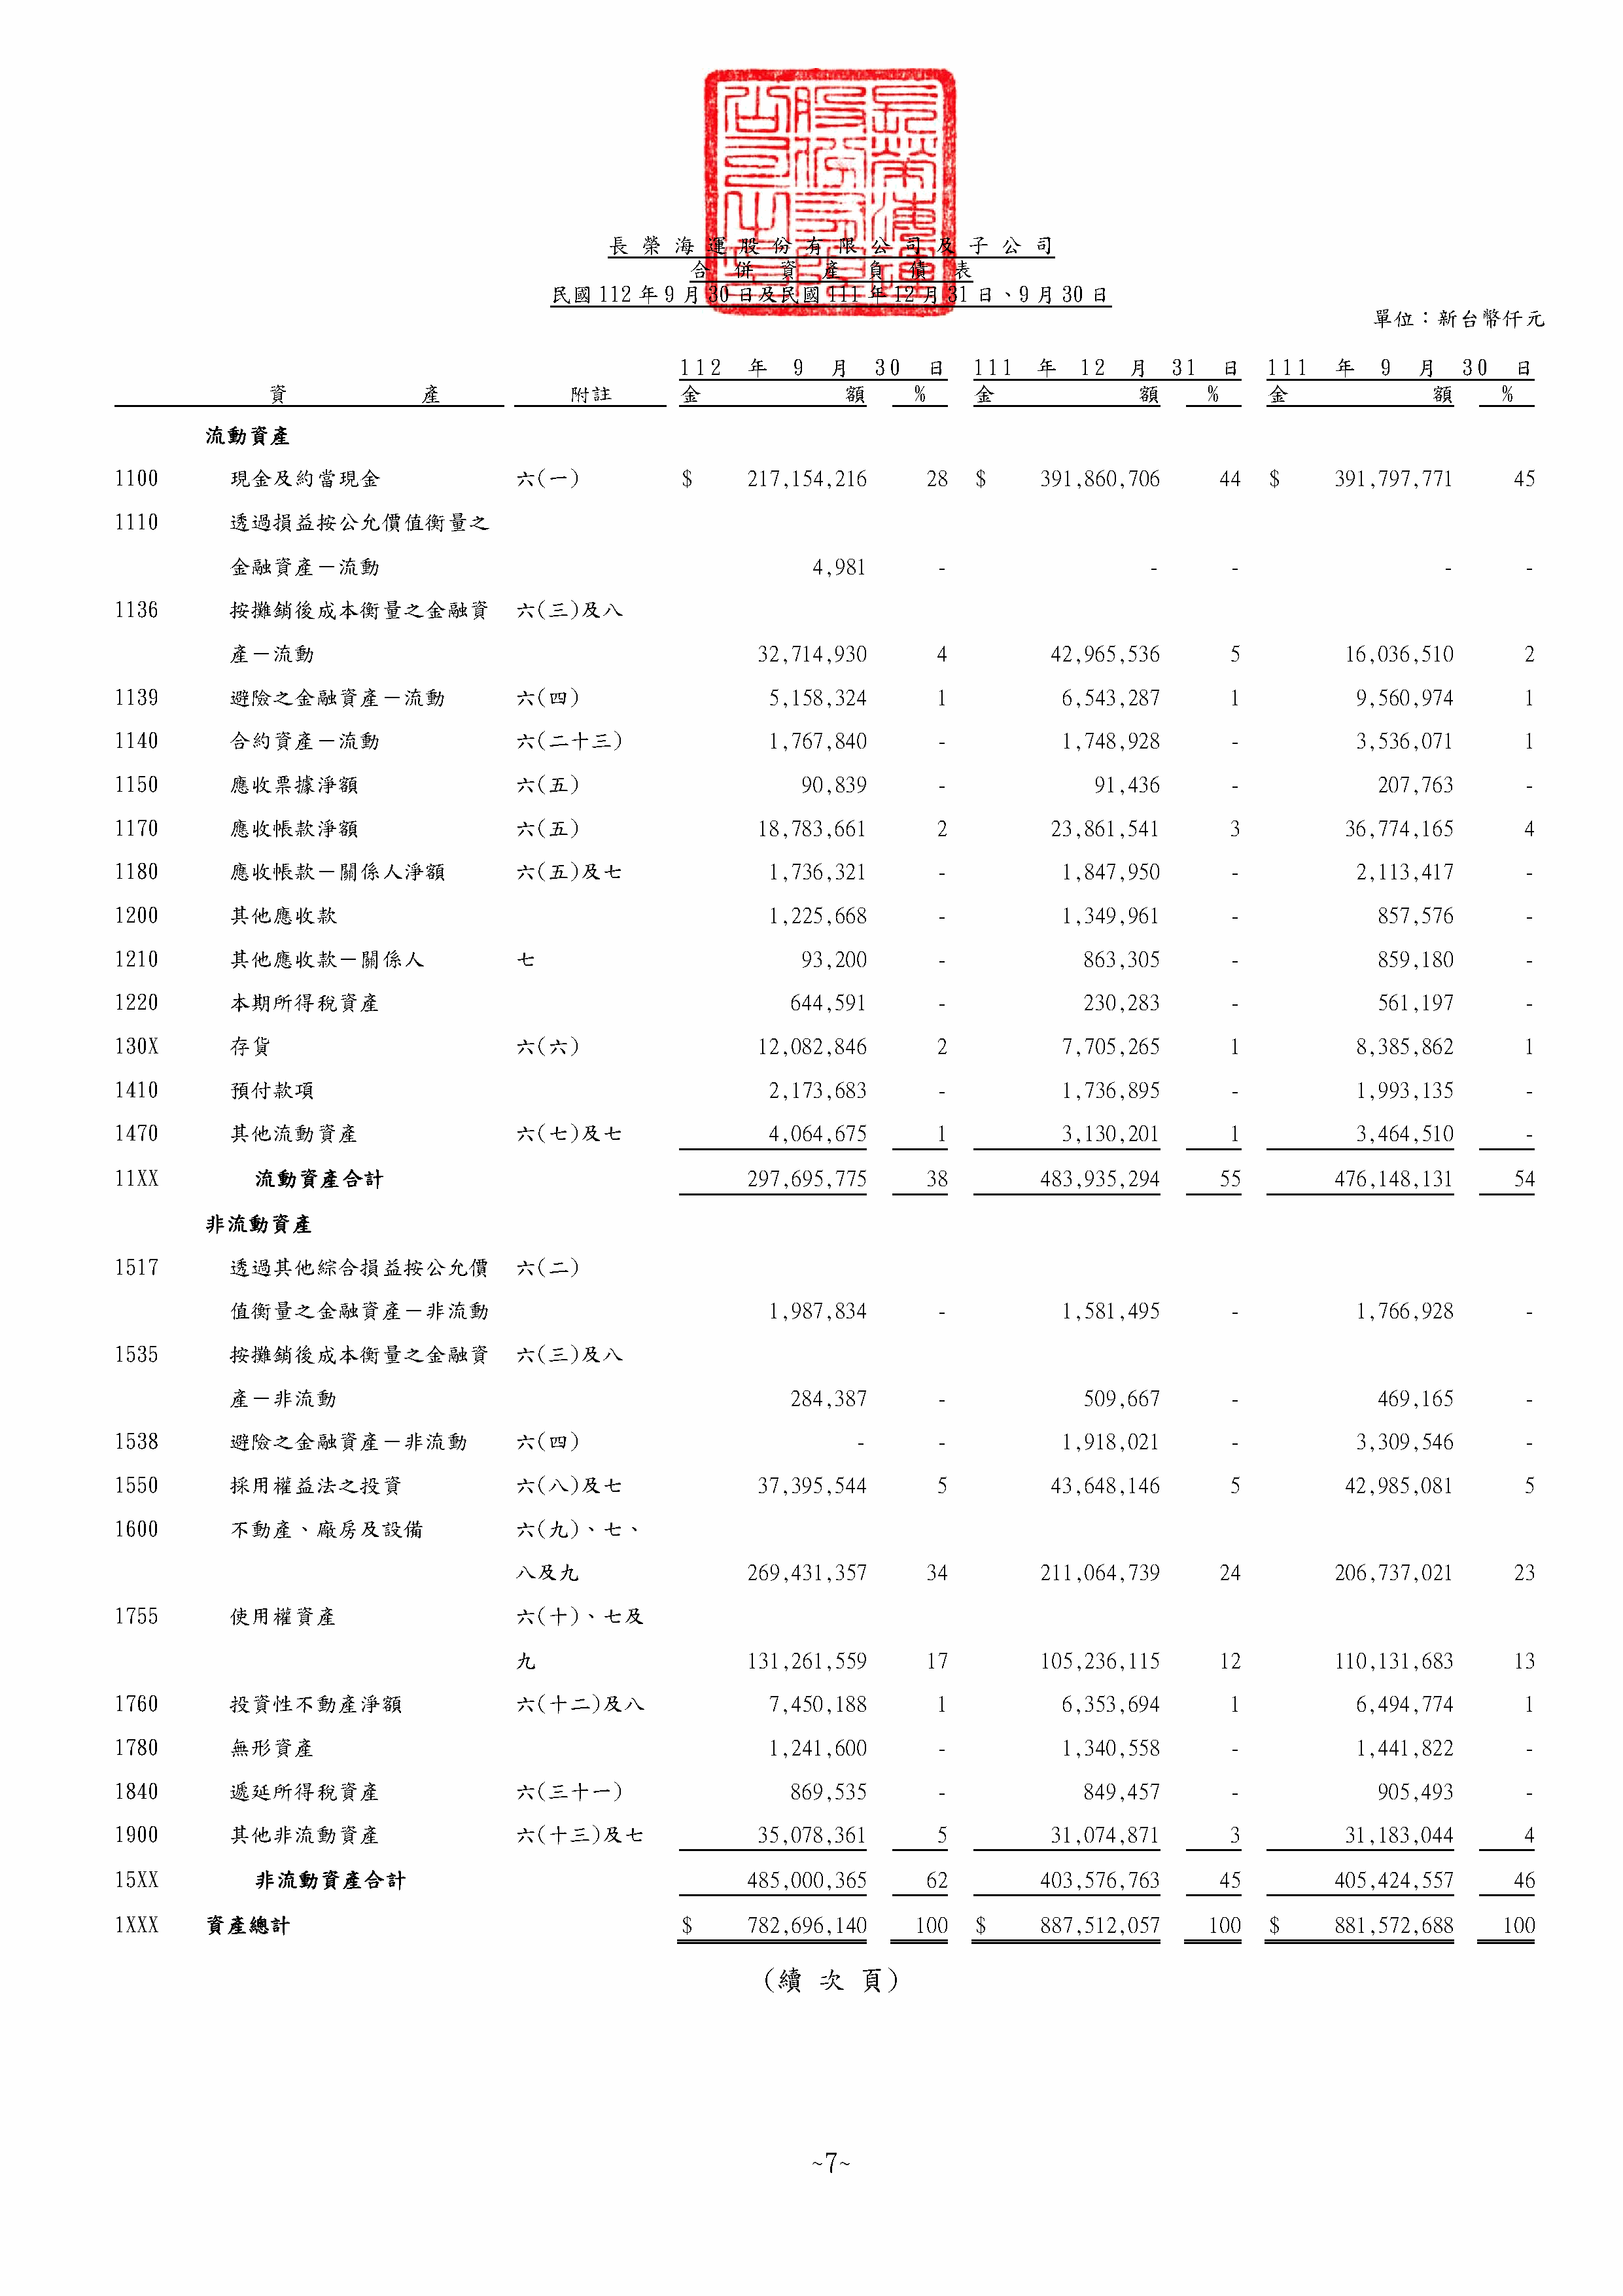 長榮海運股份有限公司及子公司
合併資產負債表
民國112年9月30日及民國111年12月31日、9月30日
單位：新台幣仟元
112 年 9 月 30 日 111 年 12 月 31 日 111 年 9 月 30 日
資 產 附註 金 額 % 金 額 % 金 額 %
流動資產
1100 現金及約當現金 六(一) $ 217,154,216 28 $ 391,860,706 44 $ 391,797,771 45
1110 透過損益按公允價值衡量之
金融資產－流動 4,981 - - - - -
1136 按攤銷後成本衡量之金融資 六(三)及八
產－流動 32,714,930 4 42,965,536 5 16,036,510 2
1139 避險之金融資產－流動 六(四) 5,158,324 1 6,543,287 1 9,560,974 1
1140 合約資產－流動 六(二十三) 1,767,840 - 1,748,928 - 3,536,071 1
1150 應收票據淨額 六(五) 90,839 - 91,436 - 207,763 -
1170 應收帳款淨額 六(五) 18,783,661 2 23,861,541 3 36,774,165 4
1180 應收帳款－關係人淨額 六(五)及七 1,736,321 - 1,847,950 - 2,113,417 -
1200 其他應收款 1,225,668 - 1,349,961 - 857,576 -
1210 其他應收款－關係人 七 93,200 - 863,305 - 859,180 -
1220 本期所得稅資產 644,591 - 230,283 - 561,197 -
130X 存貨 六(六) 12,082,846 2 7,705,265 1 8,385,862 1
1410 預付款項 2,173,683 - 1,736,895 - 1,993,135 -
1470 其他流動資產 六(七)及七 4,064,675 1 3,130,201 1 3,464,510 -
11XX 流動資產合計 297,695,775 38 483,935,294 55 476,148,131 54
非流動資產
1517 透過其他綜合損益按公允價 六(二)
值衡量之金融資產－非流動 1,987,834 - 1,581,495 - 1,766,928 -
1535 按攤銷後成本衡量之金融資 六(三)及八
產－非流動 284,387 - 509,667 - 469,165 -
1538 避險之金融資產－非流動 六(四) - - 1,918,021 - 3,309,546 -
1550 採用權益法之投資 六(八)及七 37,395,544 5 43,648,146 5 42,985,081 5
1600 不動產、廠房及設備 六(九)、七、
八及九 269,431,357 34 211,064,739 24 206,737,021 23
1755 使用權資產 六(十)、七及
九 131,261,559 17 105,236,115 12 110,131,683 13
1760 投資性不動產淨額 六(十二)及八 7,450,188 1 6,353,694 1 6,494,774 1
1780 無形資產 1,241,600 - 1,340,558 - 1,441,822 -
1840 遞延所得稅資產 六(三十一) 869,535 - 849,457 - 905,493 -
1900 其他非流動資產 六(十三)及七 35,078,361 5 31,074,871 3 31,183,044 4
15XX 非流動資產合計 485,000,365 62 403,576,763 45 405,424,557 46
1XXX 資產總計 $ 782,696,140 100 $ 887,512,057 100 $ 881,572,688 100
(續 次 頁)
~7~